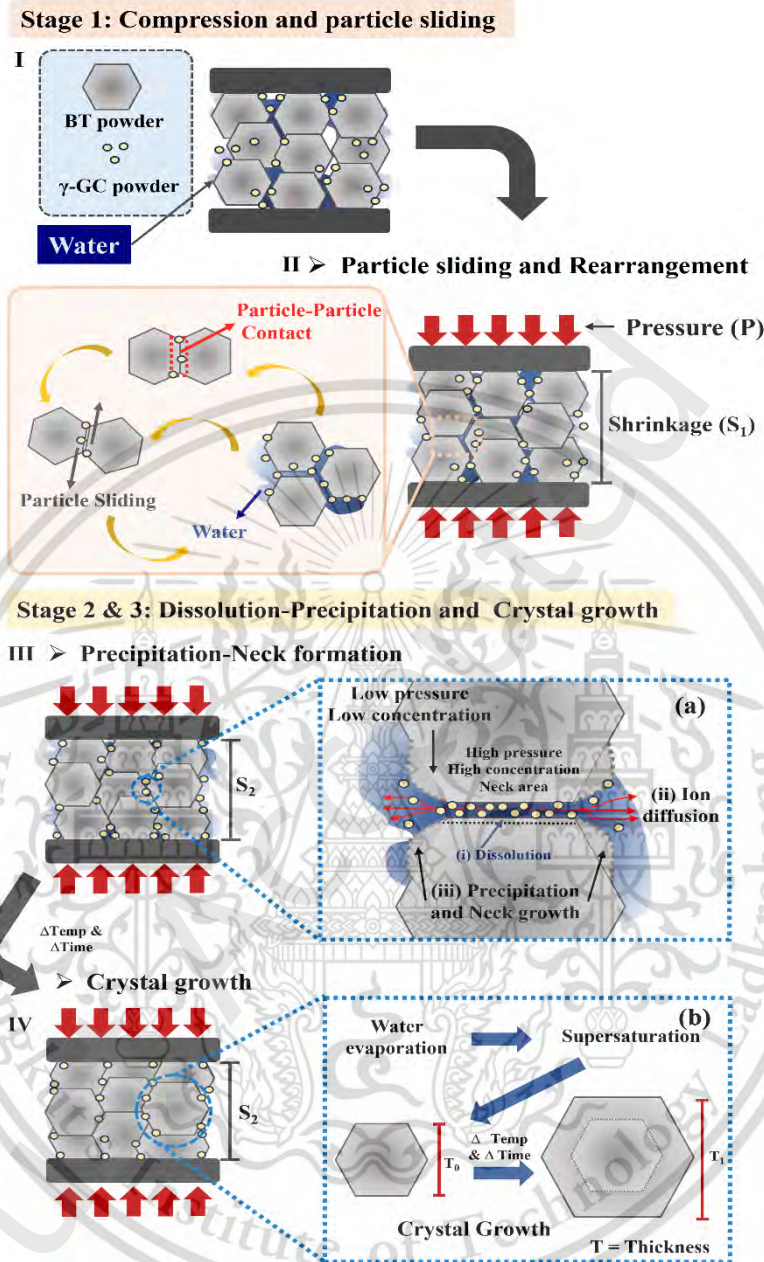 Stage 1: Compression and particle sliding
I
BT powder
γ-GC powder
Water
II ➤ Particle sliding and Rearrangement
Particle-Particle
Contact
Particle Sliding
Water
Pressure (P)
Shrinkage (S₁)
Stage 2 & 3: Dissolution-Precipitation and Crystal growth
III ➤ Precipitation-Neck formation
S₂
(a)
Low pressure
Low concentration
High pressure
High concentration
Neck area
(ii) Ion
diffusion
(i) Dissolution
(iii) Precipitation
and Neck growth
ΔTemp &
ΔTime
➤ Crystal growth
IV
S₂
(b)
Water
evaporation
Supersaturation
T₀
Δ Temp
& Δ Time
T₁
Crystal Growth
T = Thickness
stitute of Technology